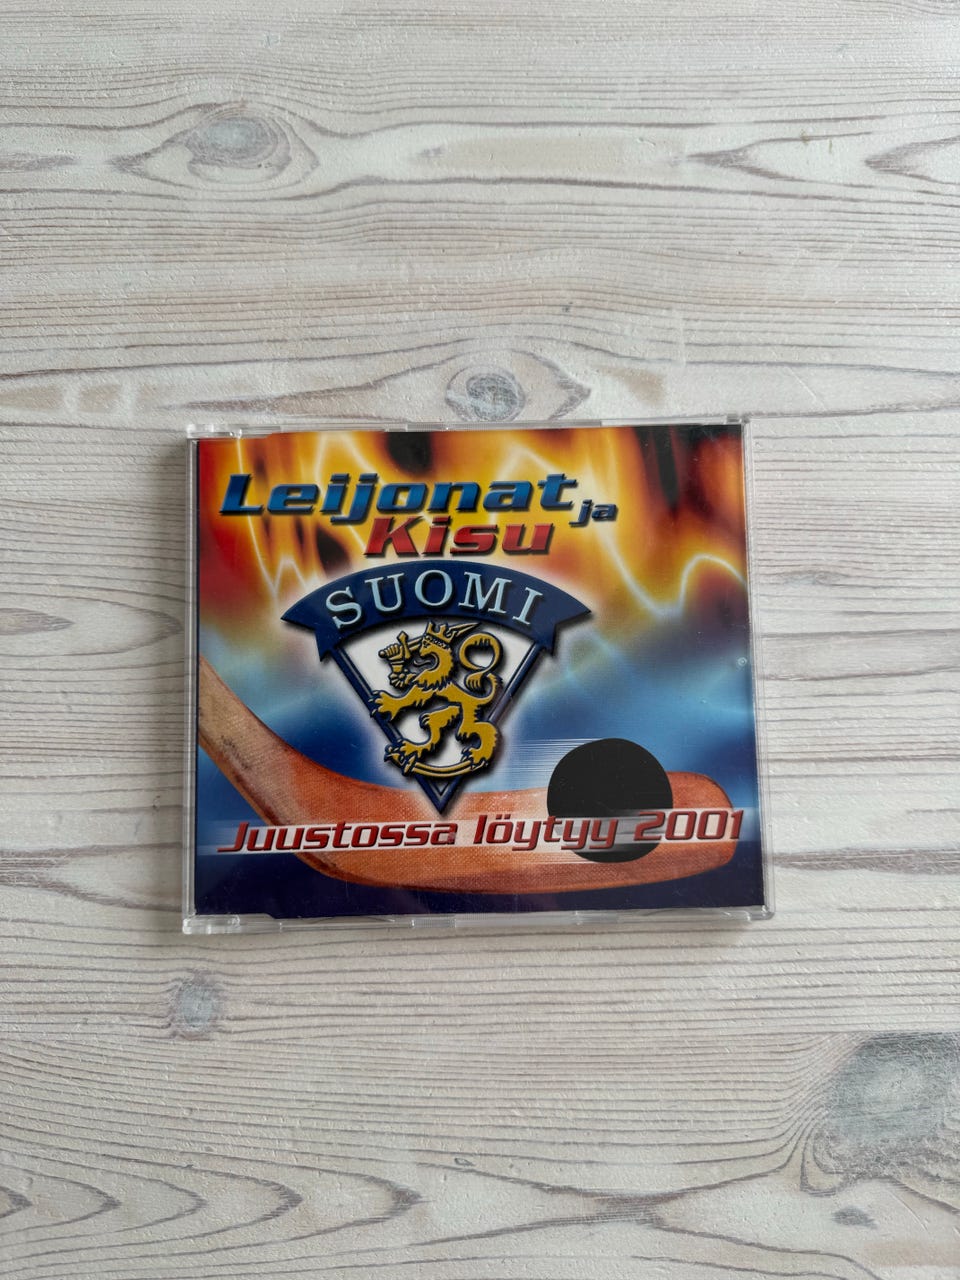 Leijonat ja
Kisu
SUOMI
Juustossa löytyy 2001